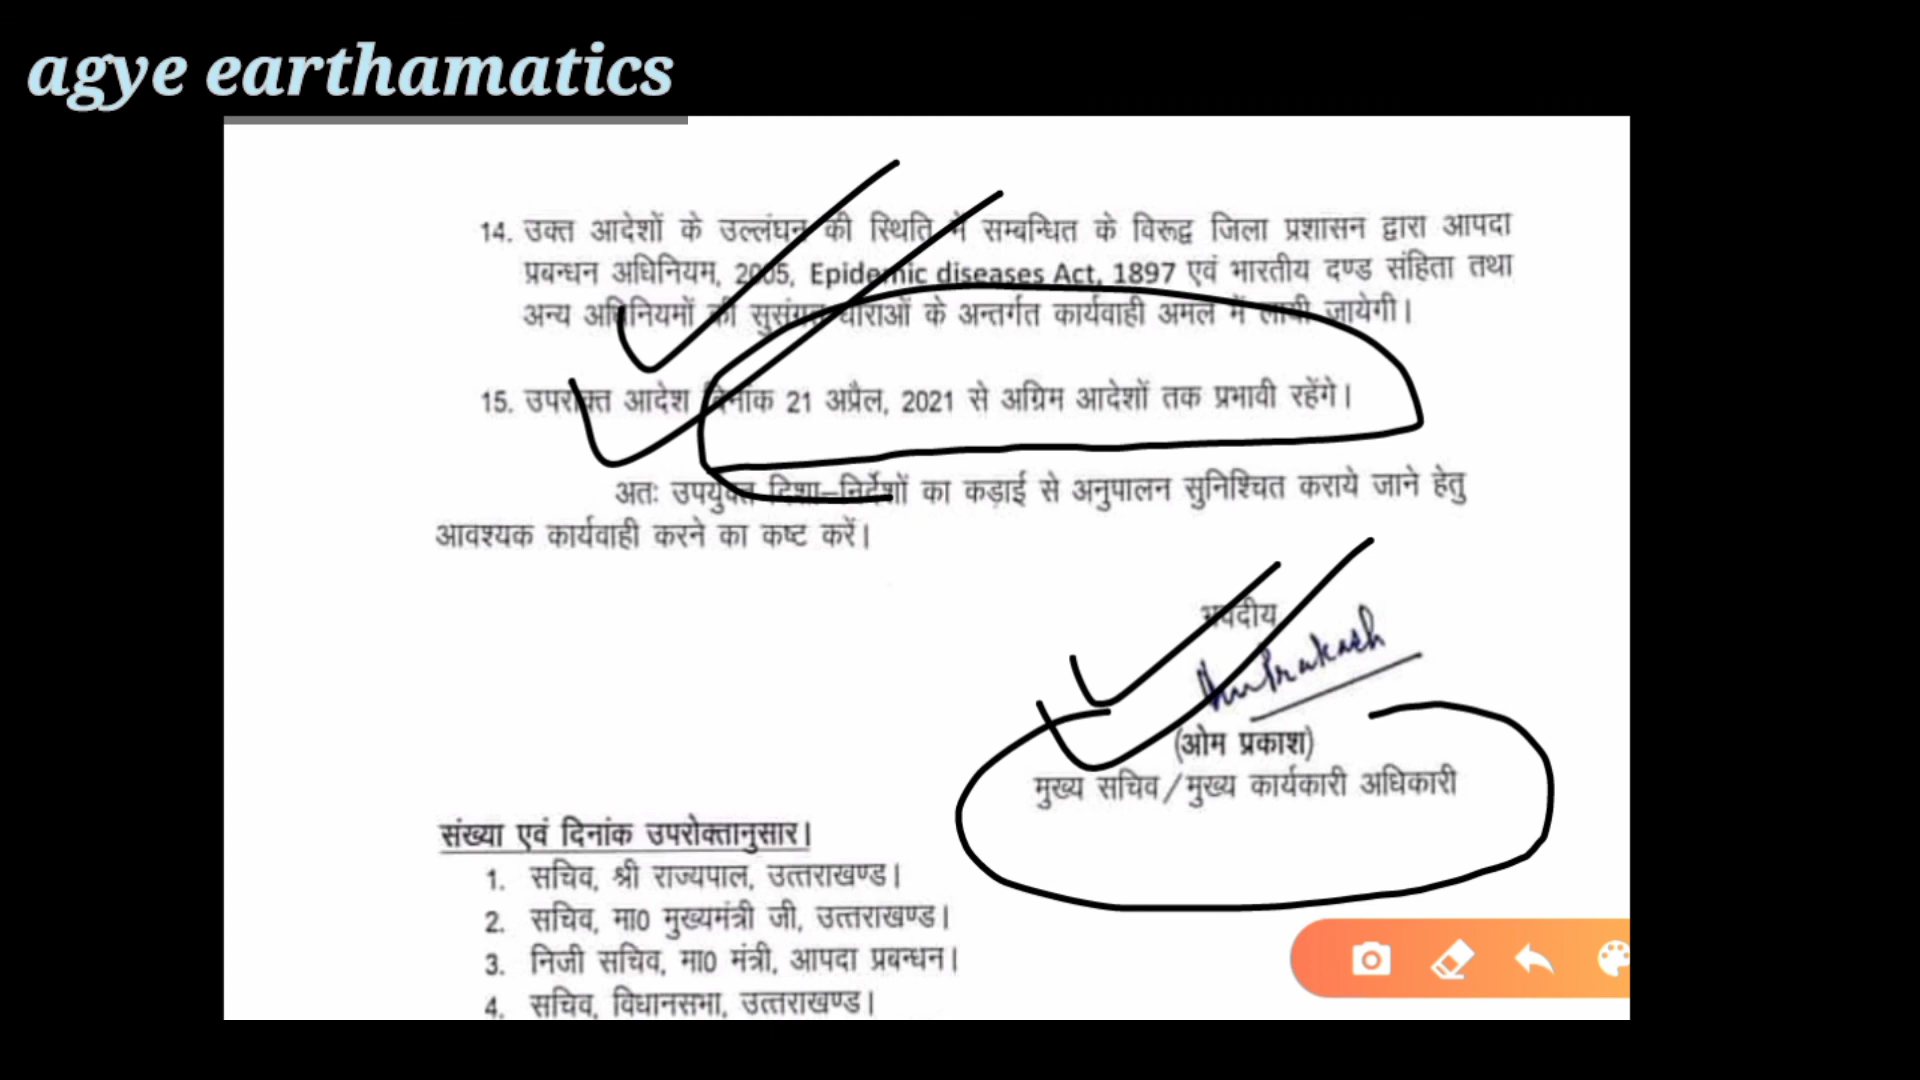 agye earthamatics
14. उक्त आदेशों के उल्लंघन की स्थिति में सम्बन्धित के विरूद्व जिला प्रशासन द्वारा आपदा
प्रबन्धन अधिनियम, 2005, Epidemic diseases Act, 1897 एवं भारतीय दण्ड संहिता तथा
अन्य अधिनियमों की सुसंगत धाराओं के अन्तर्गत कार्यवाही अमल में लायी जायेगी।
15. उपरोक्त आदेश दिनांक 21 अप्रैल, 2021 से अग्रिम आदेशों तक प्रभावी रहेंगे।
अतः उपर्युक्त दिशा–निर्देशों का कड़ाई से अनुपालन सुनिश्चित कराये जाने हेतु
आवश्यक कार्यवाही करने का कष्ट करें।
भवदीय
Om Prakash
(ओम प्रकाश)
मुख्य सचिव/मुख्य कार्यकारी अधिकारी
संख्या एवं दिनांक उपरोक्तानुसार।
1. सचिव, श्री राज्यपाल, उत्तराखण्ड।
2. सचिव, मा0 मुख्यमंत्री जी, उत्तराखण्ड।
3. निजी सचिव, मा0 मंत्री, आपदा प्रबन्धन।
4. सचिव, विधानसभा, उत्तराखण्ड।